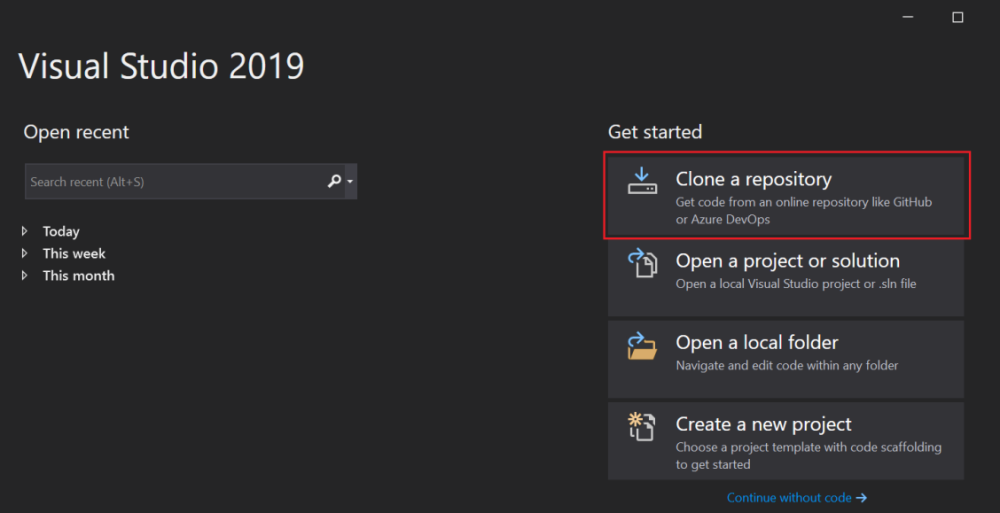 Visual Studio 2019
Open recent
Search recent (Alt+S)
Today
This week
This month
Get started
Clone a repository
Get code from an online repository like GitHub
or Azure DevOps
Open a project or solution
Open a local Visual Studio project or .sln file
Open a local folder
Navigate and edit code within any folder
Create a new project
Choose a project template with code scaffolding
to get started
Continue without code